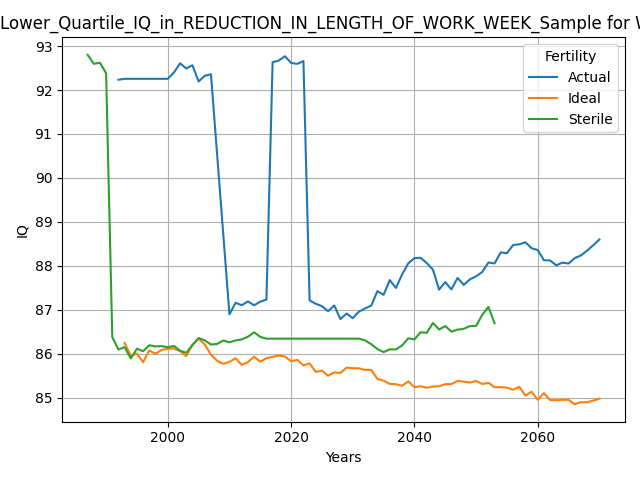 Lower_Quartile_IQ_in_REDUCTION_IN_LENGTH_OF_WORK_WEEK_Sample for
Fertility
Actual
Ideal
Sterile
93
92
91
90
89
88
87
86
85
IQ
2000
2020
2040
2060
Years